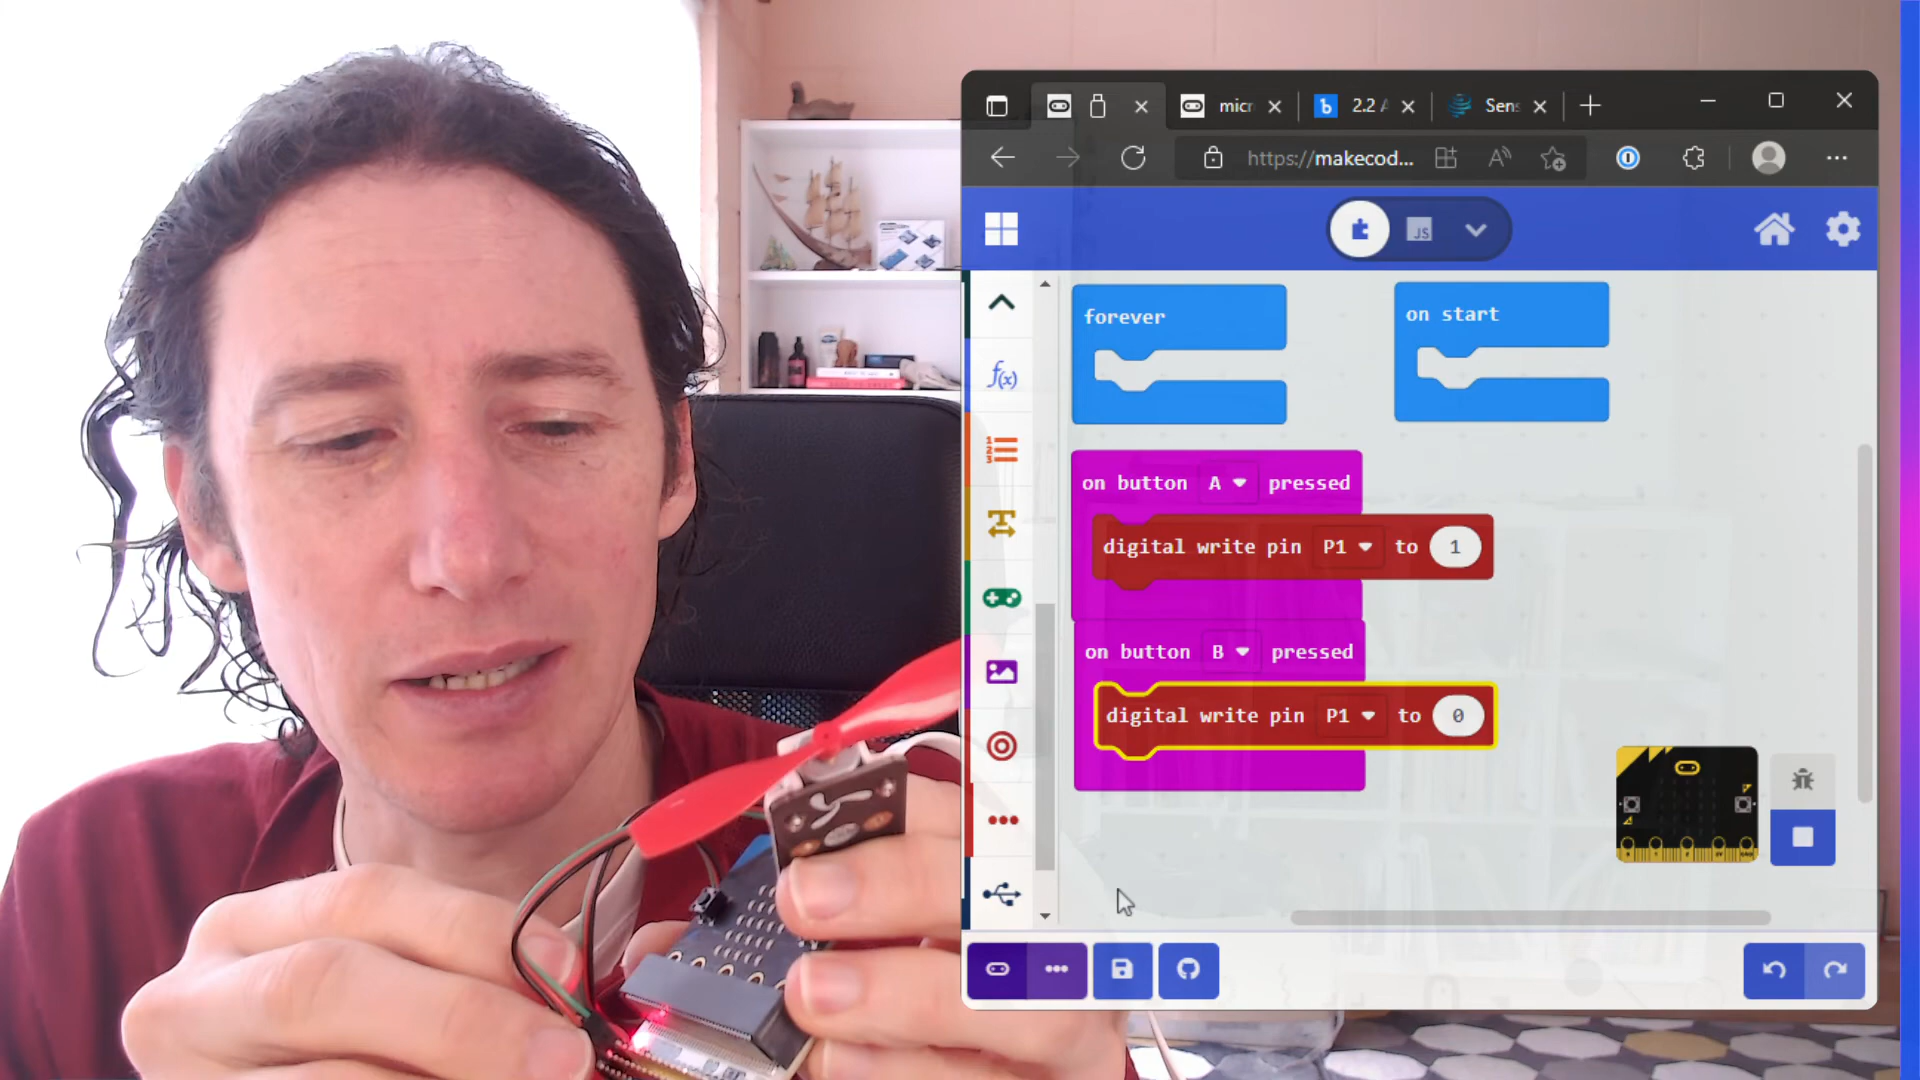 micr
2.2 A
Sens
https://makecod...
JS
forever
on start
on button A pressed
digital write pin P1 to 1
on button B pressed
digital write pin P1 to 0